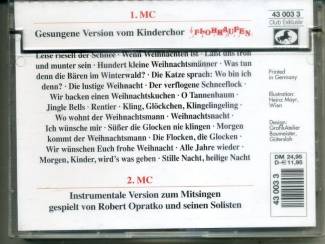 1. MC
Gesungene Version vom Kinderchor FLOHHAUFEN
43 003 3
Club Exklusiv
Leise rieselt der Schnee · Wenn Weihnachten ist · Laßt uns froh
und munter sein · Hundert kleine Weihnachtsmänner · Was tun
denn die Bären im Winterwald? · Die Katze sprach: Wo bin ich
denn? · Die lustige Weihnacht · Der verflogene Schneeflock ·
Wir backen einen Weihnachtskuchen · O Tannenbaum ·
Jingle Bells · Rentier · Kling, Glöckchen, Klingelingeling ·
Wo wohnt der Weihnachtsmann · Weihnachtsnacht ·
Ich wünsche mir · Süßer die Glocken nie klingen · Morgen
kommt der Weihnachtsmann · Die Flocken, die Glocken ·
Wir wünschen Euch frohe Weihnacht · Alle Jahre wieder ·
Morgen, Kinder, wird's was geben · Stille Nacht, heilige Nacht
Printed
in Germany
Illustration:
Heinz Mayr,
Wien
Design:
GrafikAtelier
Baumeister,
Gütersloh
DM 24,95
43 003 3
2. MC
Instrumentale Version zum Mitsingen
gespielt von Robert Opratko und seinen Solisten